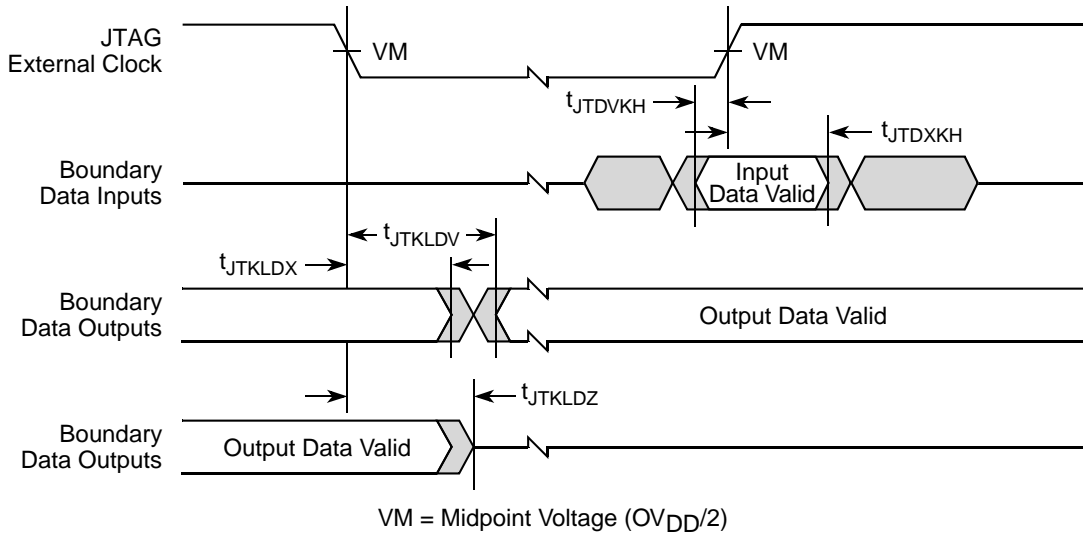 JTAG
External Clock
VM
VM
tJTDVKH
tJTDXKH
Boundary
Data Inputs
Input
Data Valid
tJTKLDV
tJTKLDX
Boundary
Data Outputs
Output Data Valid
tJTKLDZ
Boundary
Data Outputs
Output Data Valid
VM = Midpoint Voltage (OVDD/2)